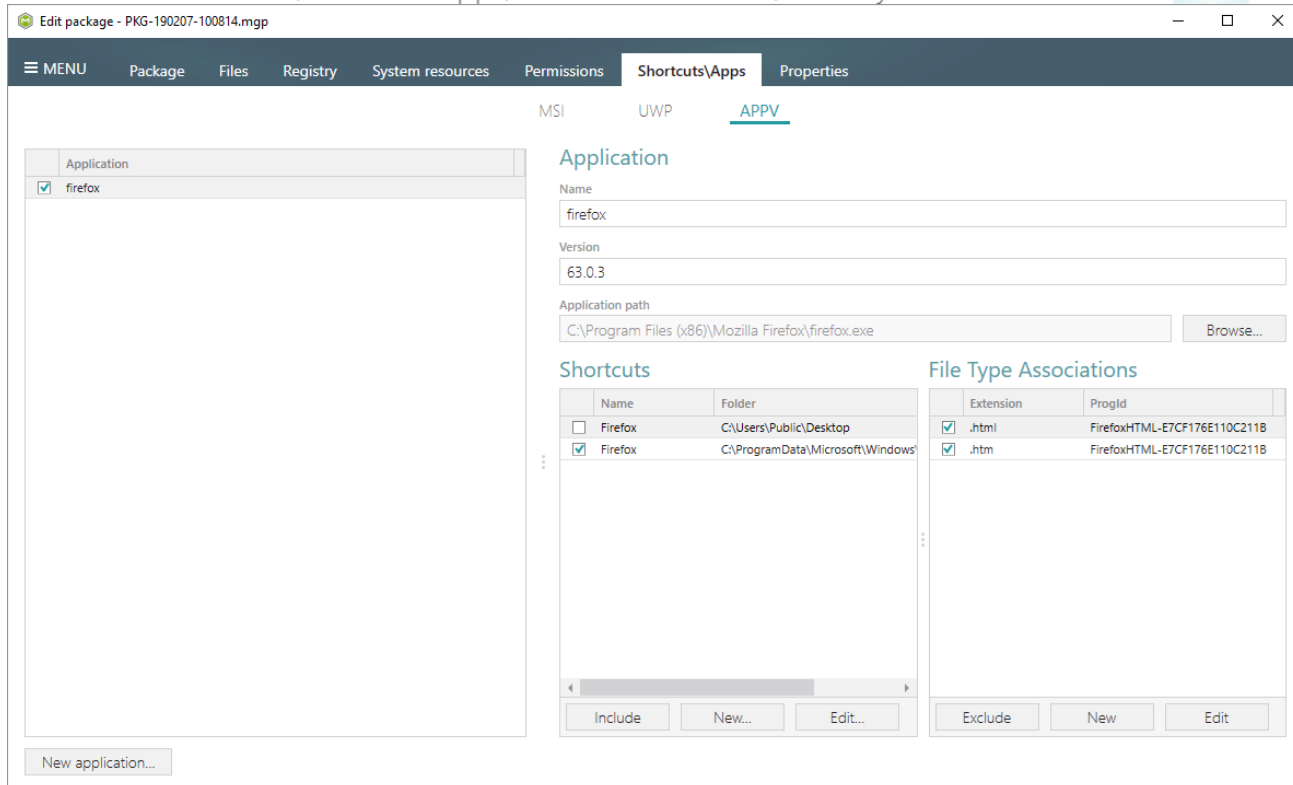 Edit package - PKG-190207-100814.mgp
MENU Package Files Registry System resources Permissions Shortcuts\Apps Properties
MSI UWP APPV
Application
firefox
Application
Name
firefox
Version
63.0.3
Application path
C:\Program Files (x86)\Mozilla Firefox\firefox.exe Browse...
Shortcuts
Name Folder
Firefox C:\Users\Public\Desktop
Firefox C:\ProgramData\Microsoft\Windows\
Include New... Edit...
File Type Associations
Extension ProgId
.html FirefoxHTML-E7CF176E110C211B
.htm FirefoxHTML-E7CF176E110C211B
Exclude New Edit
New application...